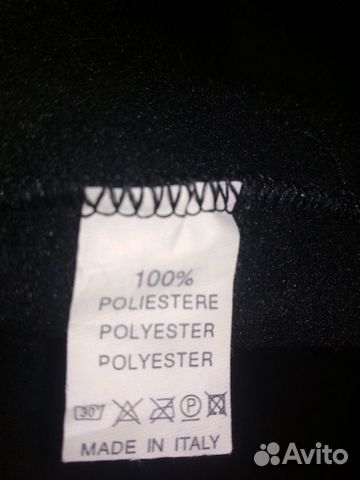 100%
POLIESTERE
POLYESTER
POLYESTER
30° P
MADE IN ITALY
Avito